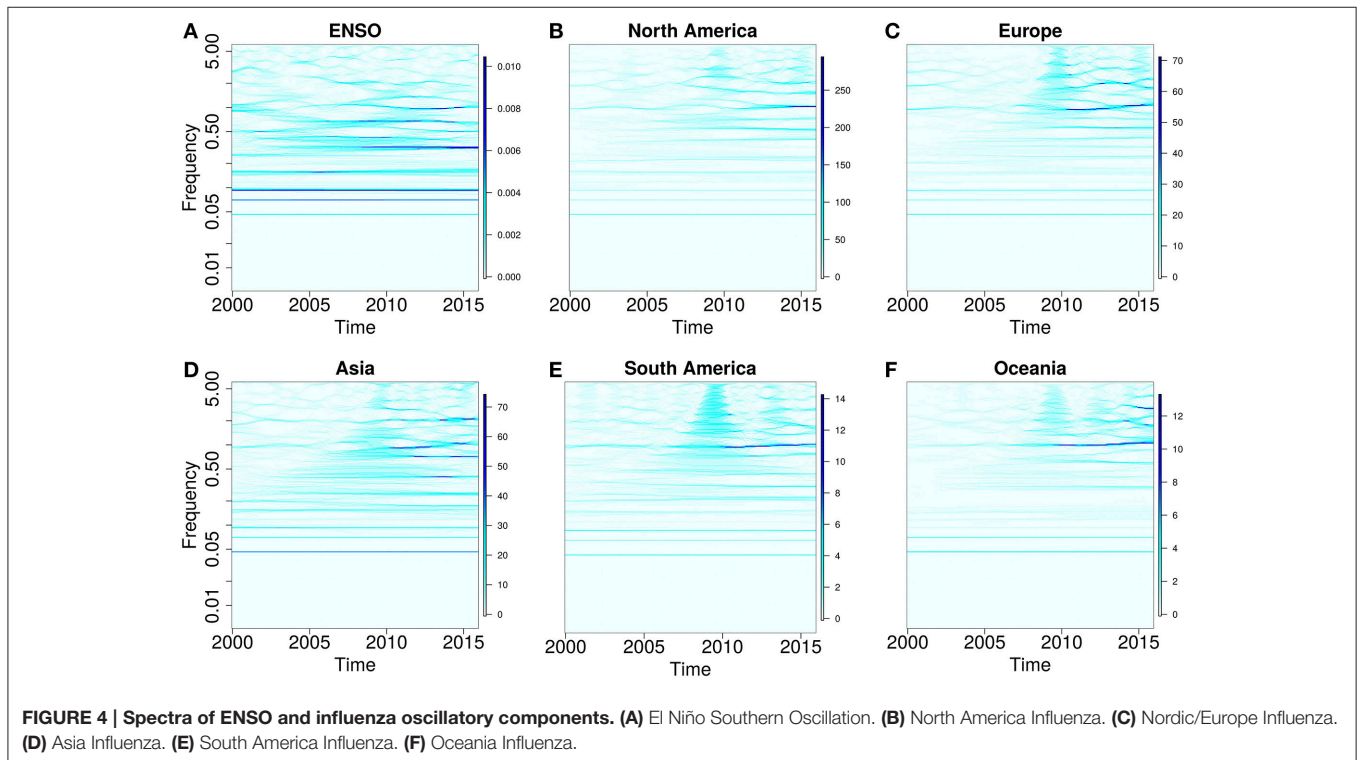 A ENSO
5.00
0.50
0.05
0.01
Frequency
2000 2005 2010 2015
Time
0.010
0.008
0.006
0.004
0.002
0.000
B North America
2000 2005 2010 2015
Time
250
200
150
100
50
0
C Europe
2000 2005 2010 2015
Time
70
60
50
40
30
20
10
0
D Asia
5.00
0.50
0.05
0.01
Frequency
2000 2005 2010 2015
Time
70
60
50
40
30
20
10
0
E South America
2000 2005 2010 2015
Time
14
12
10
8
6
4
2
0
F Oceania
2000 2005 2010 2015
Time
12
10
8
6
4
2
0
FIGURE 4 | Spectra of ENSO and influenza oscillatory components. (A) El Niño Southern Oscillation. (B) North America Influenza. (C) Nordic/Europe Influenza.
(D) Asia Influenza. (E) South America Influenza. (F) Oceania Influenza.